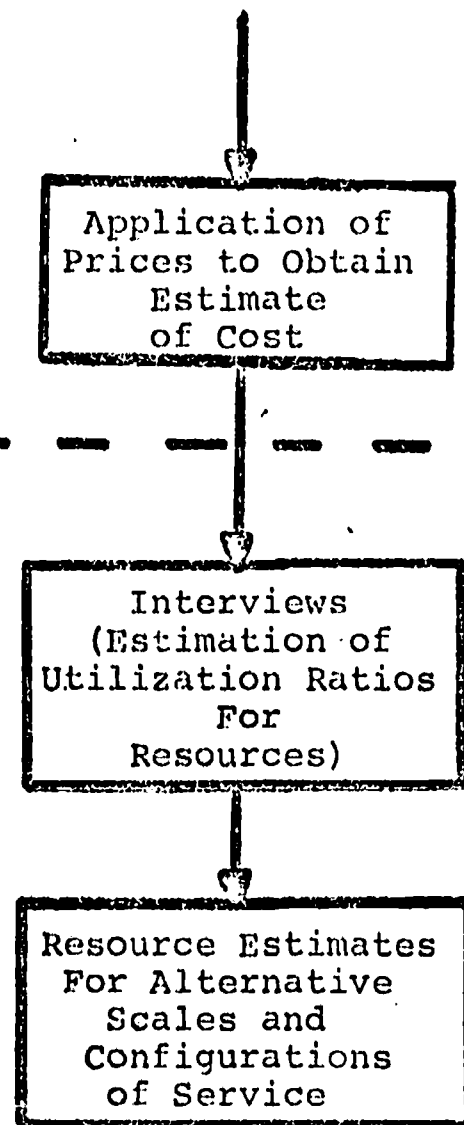 Application of
Prices to Obtain
Estimate
of Cost
Interviews
(Estimation of
Utilization Ratios
For
Resources)
Resource Estimates
For Alternative
Scales and
Configurations
of Service